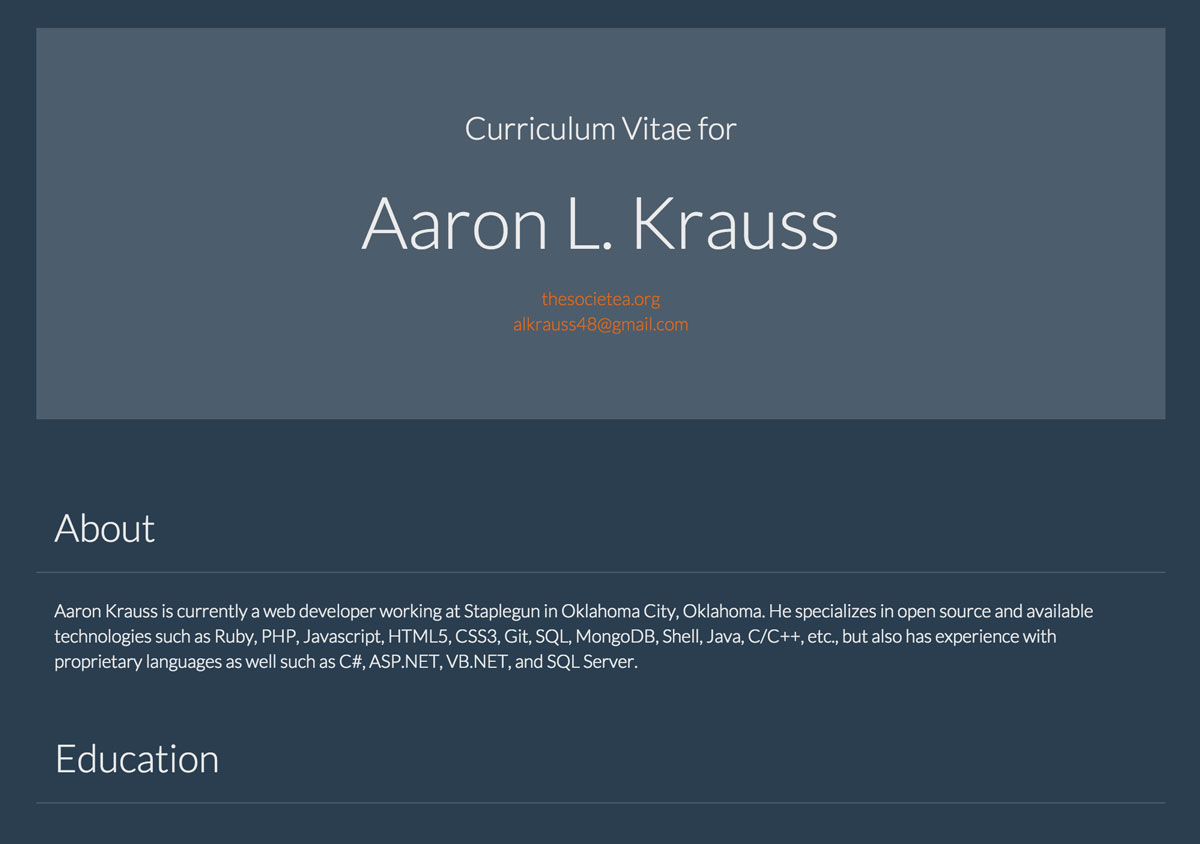 Curriculum Vitae for
Aaron L. Krauss
thesocietea.org
alkrauss48@gmail.com
About
Aaron Krauss is currently a web developer working at Staplegun in Oklahoma City, Oklahoma. He specializes in open source and available
technologies such as Ruby, PHP, Javascript, HTML5, CSS3, Git, SQL, MongoDB, Shell, Java, C/C++, etc., but also has experience with
proprietary languages as well such as C#, ASP.NET, VB.NET, and SQL Server.
Education